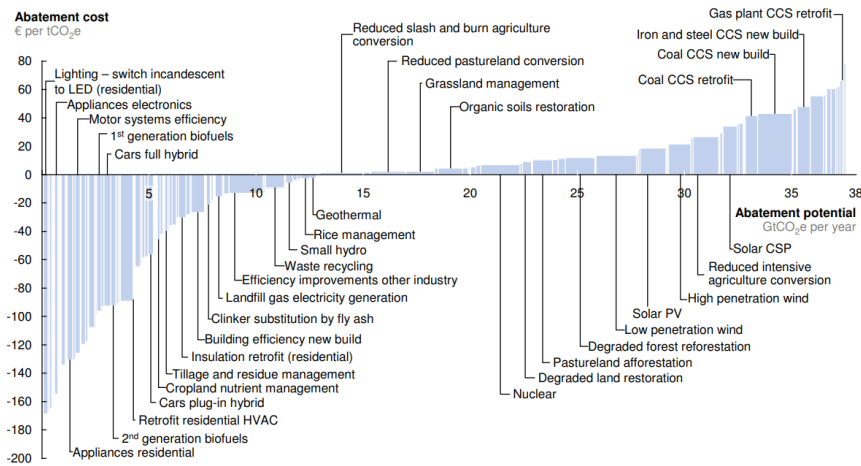 Abatement cost
€ per tCO2e
Gas plant CCS retrofit
Iron and steel CCS new build
Coal CCS new build
Coal CCS retrofit
Reduced slash and burn agriculture
conversion
Reduced pastureland conversion
Grassland management
Organic soils restoration
Lighting – switch incandescent
to LED (residential)
Appliances electronics
Motor systems efficiency
1st generation biofuels
Cars full hybrid
80
60
40
20
0
-20
-40
-60
-80
-100
-120
-140
-160
-180
-200
5
10
15
20
25
30
35
38
Abatement potential
GtCO2e per year
Geothermal
Rice management
Small hydro
Waste recycling
Efficiency improvements other industry
Landfill gas electricity generation
Clinker substitution by fly ash
Building efficiency new build
Insulation retrofit (residential)
Tillage and residue management
Cropland nutrient management
Cars plug-in hybrid
Retrofit residential HVAC
2nd generation biofuels
Appliances residential
Solar CSP
Reduced intensive
agriculture conversion
High penetration wind
Solar PV
Low penetration wind
Degraded forest reforestation
Pastureland afforestation
Degraded land restoration
Nuclear